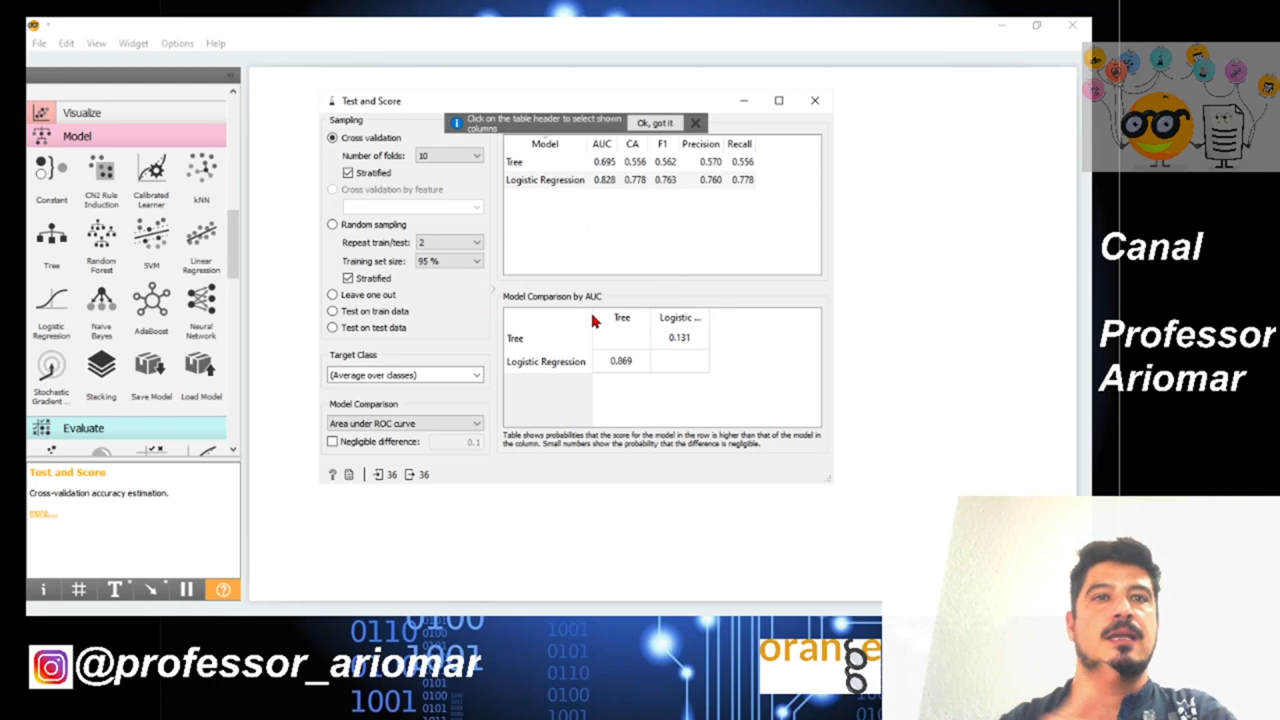 File Edit View Widget Options Help
Visualize
Model
Constant
CN2 Rule
Induction
Calibrated
Learner
kNN
Tree
Random
Forest
SVM
Linear
Regression
Logistic
Regression
Naive
Bayes
AdaBoost
Neural
Network
Stochastic
Gradient ...
Stacking
Save Model
Load Model
Evaluate
Test and Score
Cross-validation accuracy estimation.
more...
Test and Score
Sampling
Cross validation
Number of folds: 10
Stratified
Cross validation by feature
Random sampling
Repeat train/test: 2
Training set size: 95 %
Stratified
Leave one out
Test on train data
Test on test data
Target Class
(Average over classes)
Model Comparison
Area under ROC curve
Negligible difference: 0.1
36 36
Click on the table header to select shown
columns
Ok, got it
Model AUC CA F1 Precision Recall
Tree 0.695 0.556 0.562 0.570 0.556
Logistic Regression 0.828 0.778 0.763 0.760 0.778
Model Comparison by AUC
Tree Logistic ...
Tree 0.131
Logistic Regression 0.869
Table shows probabilities that the score for the model in the row is higher than that of the model in
the column. Small numbers show the probability that the difference is negligible.
Canal
Professor
Ariomar
@professor_ariomar
orange